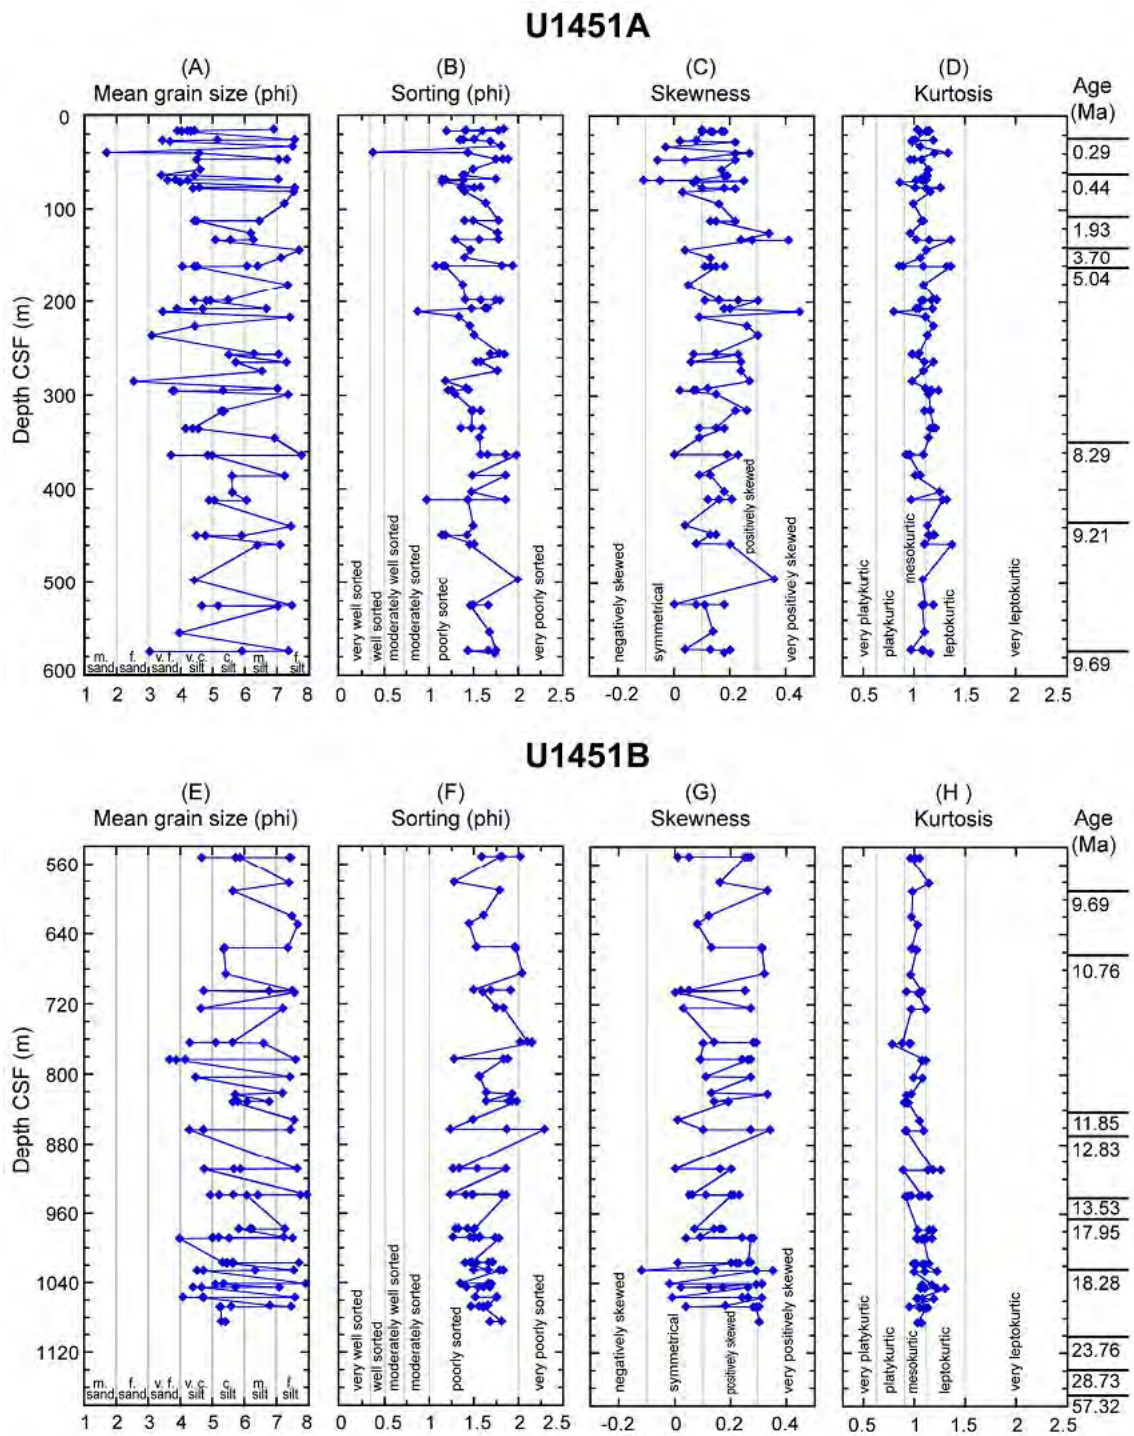 U1451A
(A) (B) (C) (D) Age
Mean grain size (phi) Sorting (phi) Skewness Kurtosis (Ma)
0
100
200
300
400
500
600
Depth CSF (m)
0.29
0.44
1.93
3.70
5.04
8.29
9.21
9.69
m. sand
f. sand
v. f. sand
v. c. silt
c. silt
m. silt
f. silt
very well sorted
well sorted
moderately well sorted
moderately sorted
poorly sorted
very poorly sorted
negatively skewed
symmetrical
positively skewed
very positively skewed
very platykurtic
platykurtic
mesokurtic
leptokurtic
very leptokurtic
1 2 3 4 5 6 7 8
0 0.5 1 1.5 2 2.5
-0.2 0 0.2 0.4
0.5 1 1.5 2 2.5
U1451B
(E) (F) (G) (H ) Age
Mean grain size (phi) Sorting (phi) Skewness Kurtosis (Ma)
560
640
720
800
880
960
1040
1120
Depth CSF (m)
9.69
10.76
11.85
12.83
13.53
17.95
18.28
23.76
28.73
57.32
m. sand
f. sand
v. f. sand
v. c. silt
c. silt
m. silt
f. silt
very well sorted
well sorted
moderately well sorted
moderately sorted
poorly sorted
very poorly sorted
negatively skewed
symmetrical
positively skewed
very positively skewed
very platykurtic
platykurtic
mesokurtic
leptokurtic
very leptokurtic
1 2 3 4 5 6 7 8
0 0.5 1 1.5 2 2.5
-0.2 0 0.2 0.4
0.5 1 1.5 2 2.5